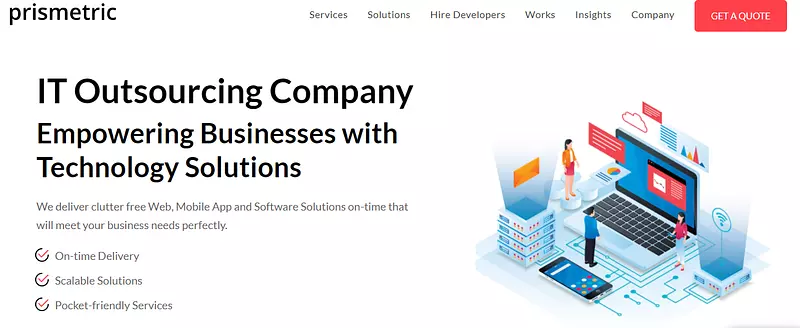 prismetric
Services
Solutions
Hire Developers
Works
Insights
Company
GET A QUOTE
IT Outsourcing Company
Empowering Businesses with
Technology Solutions
We deliver clutter free Web, Mobile App and Software Solutions on-time that
will meet your business needs perfectly.
On-time Delivery
Scalable Solutions
Pocket-friendly Services